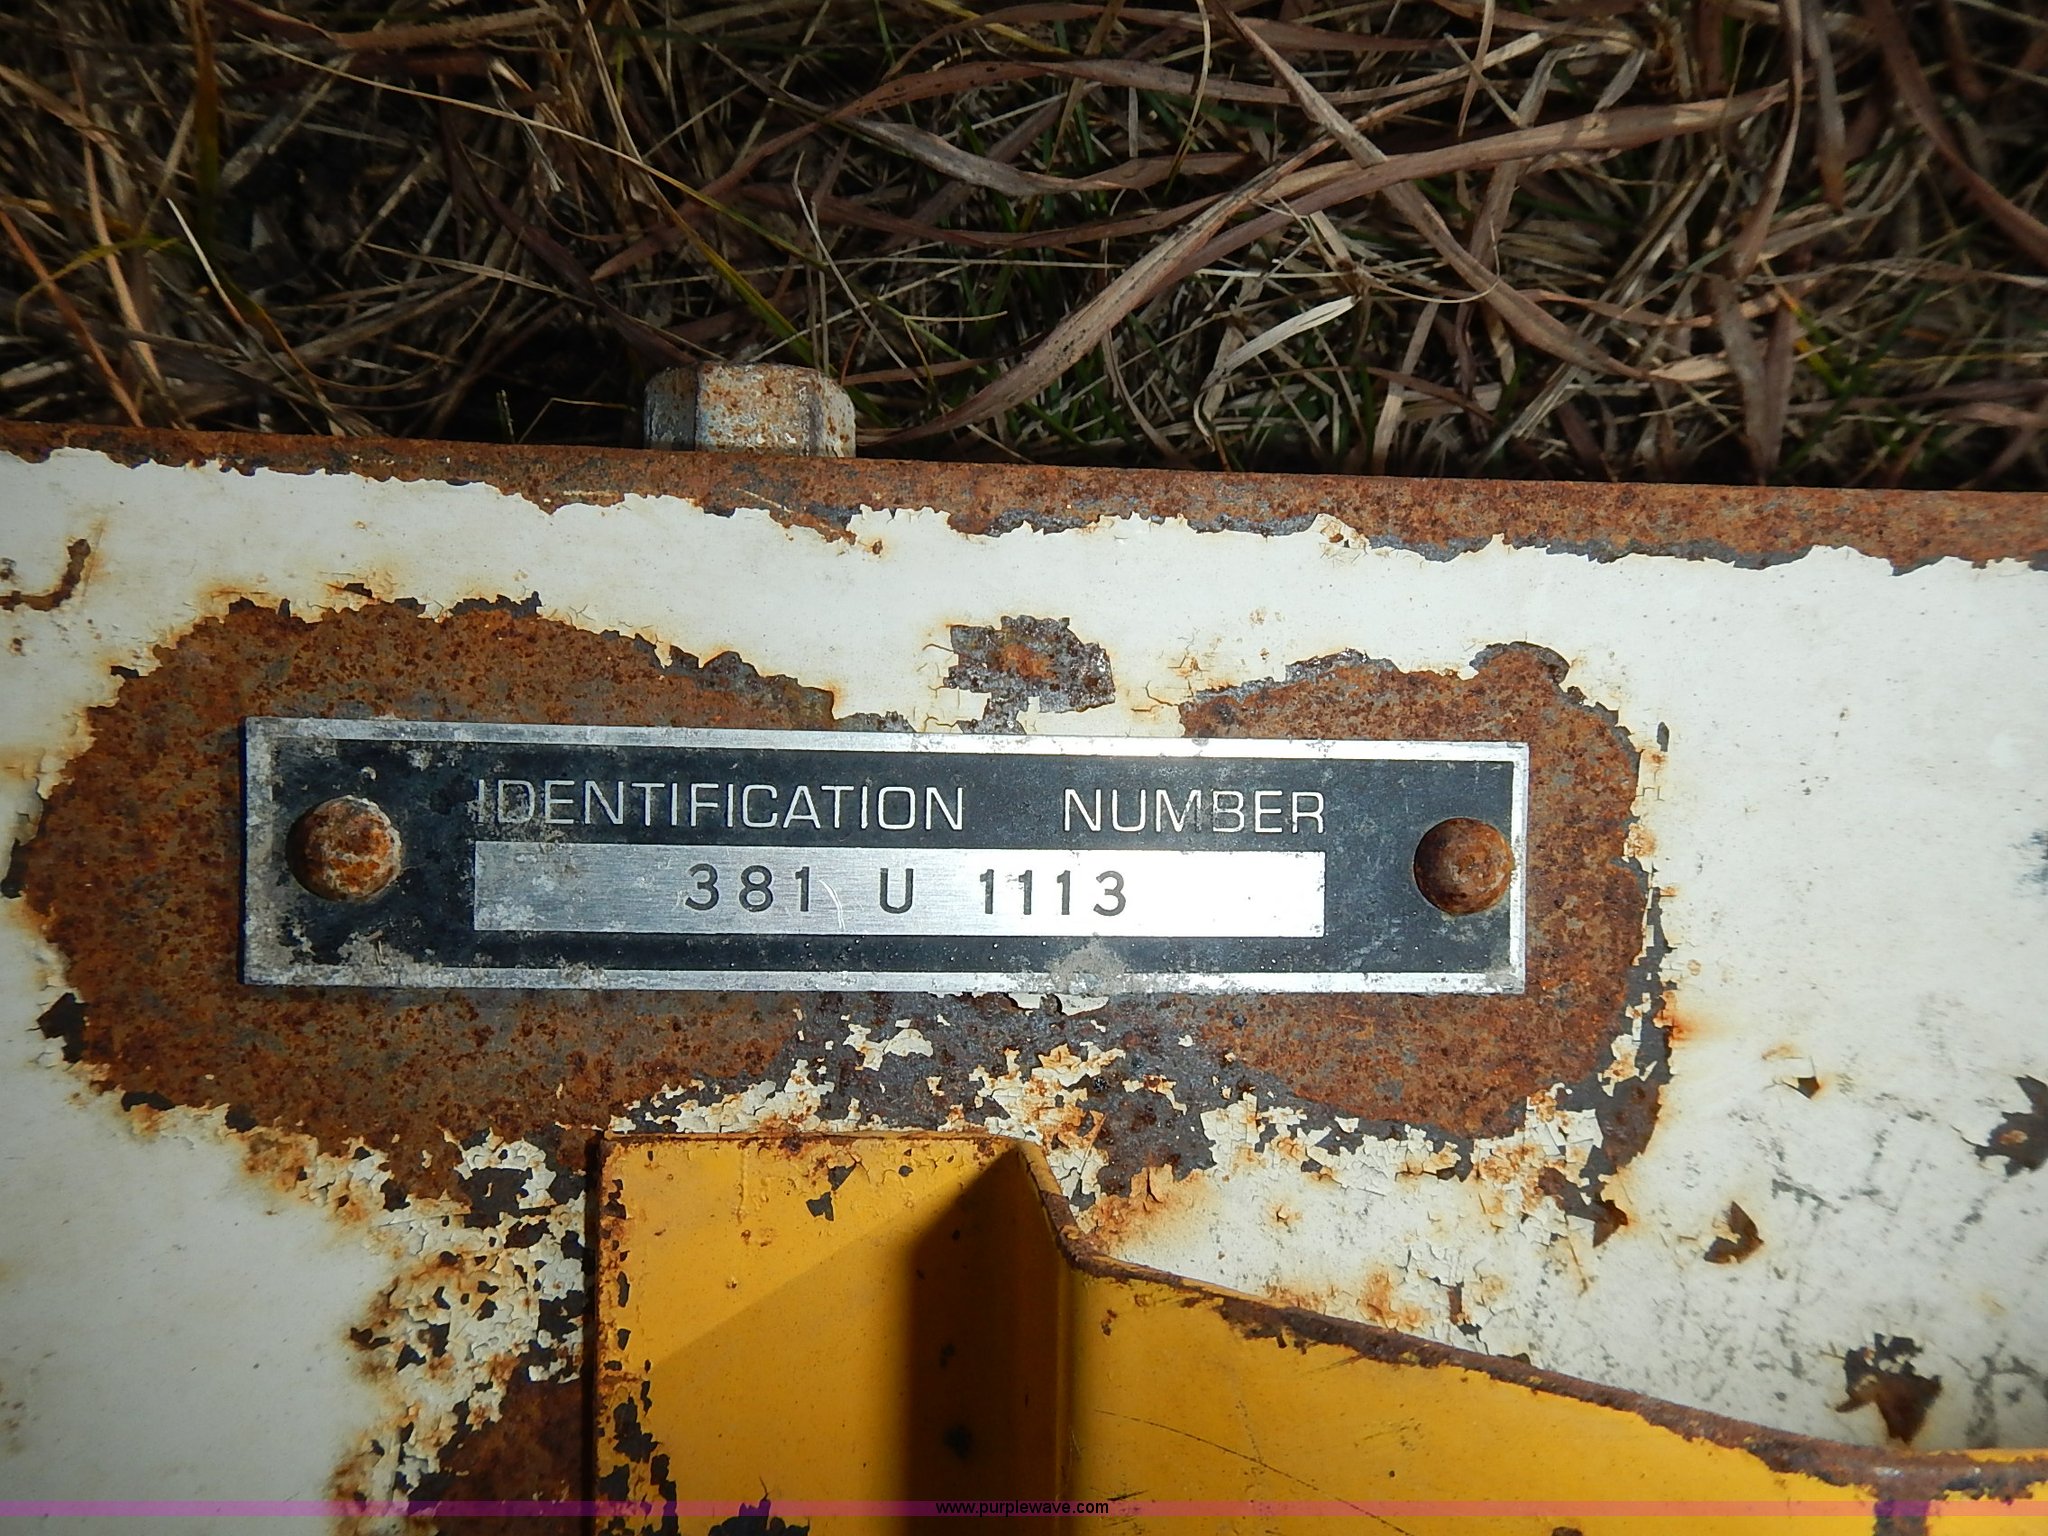 IDENTIFICATION NUMBER
381 U 1113
www.purplewave.com